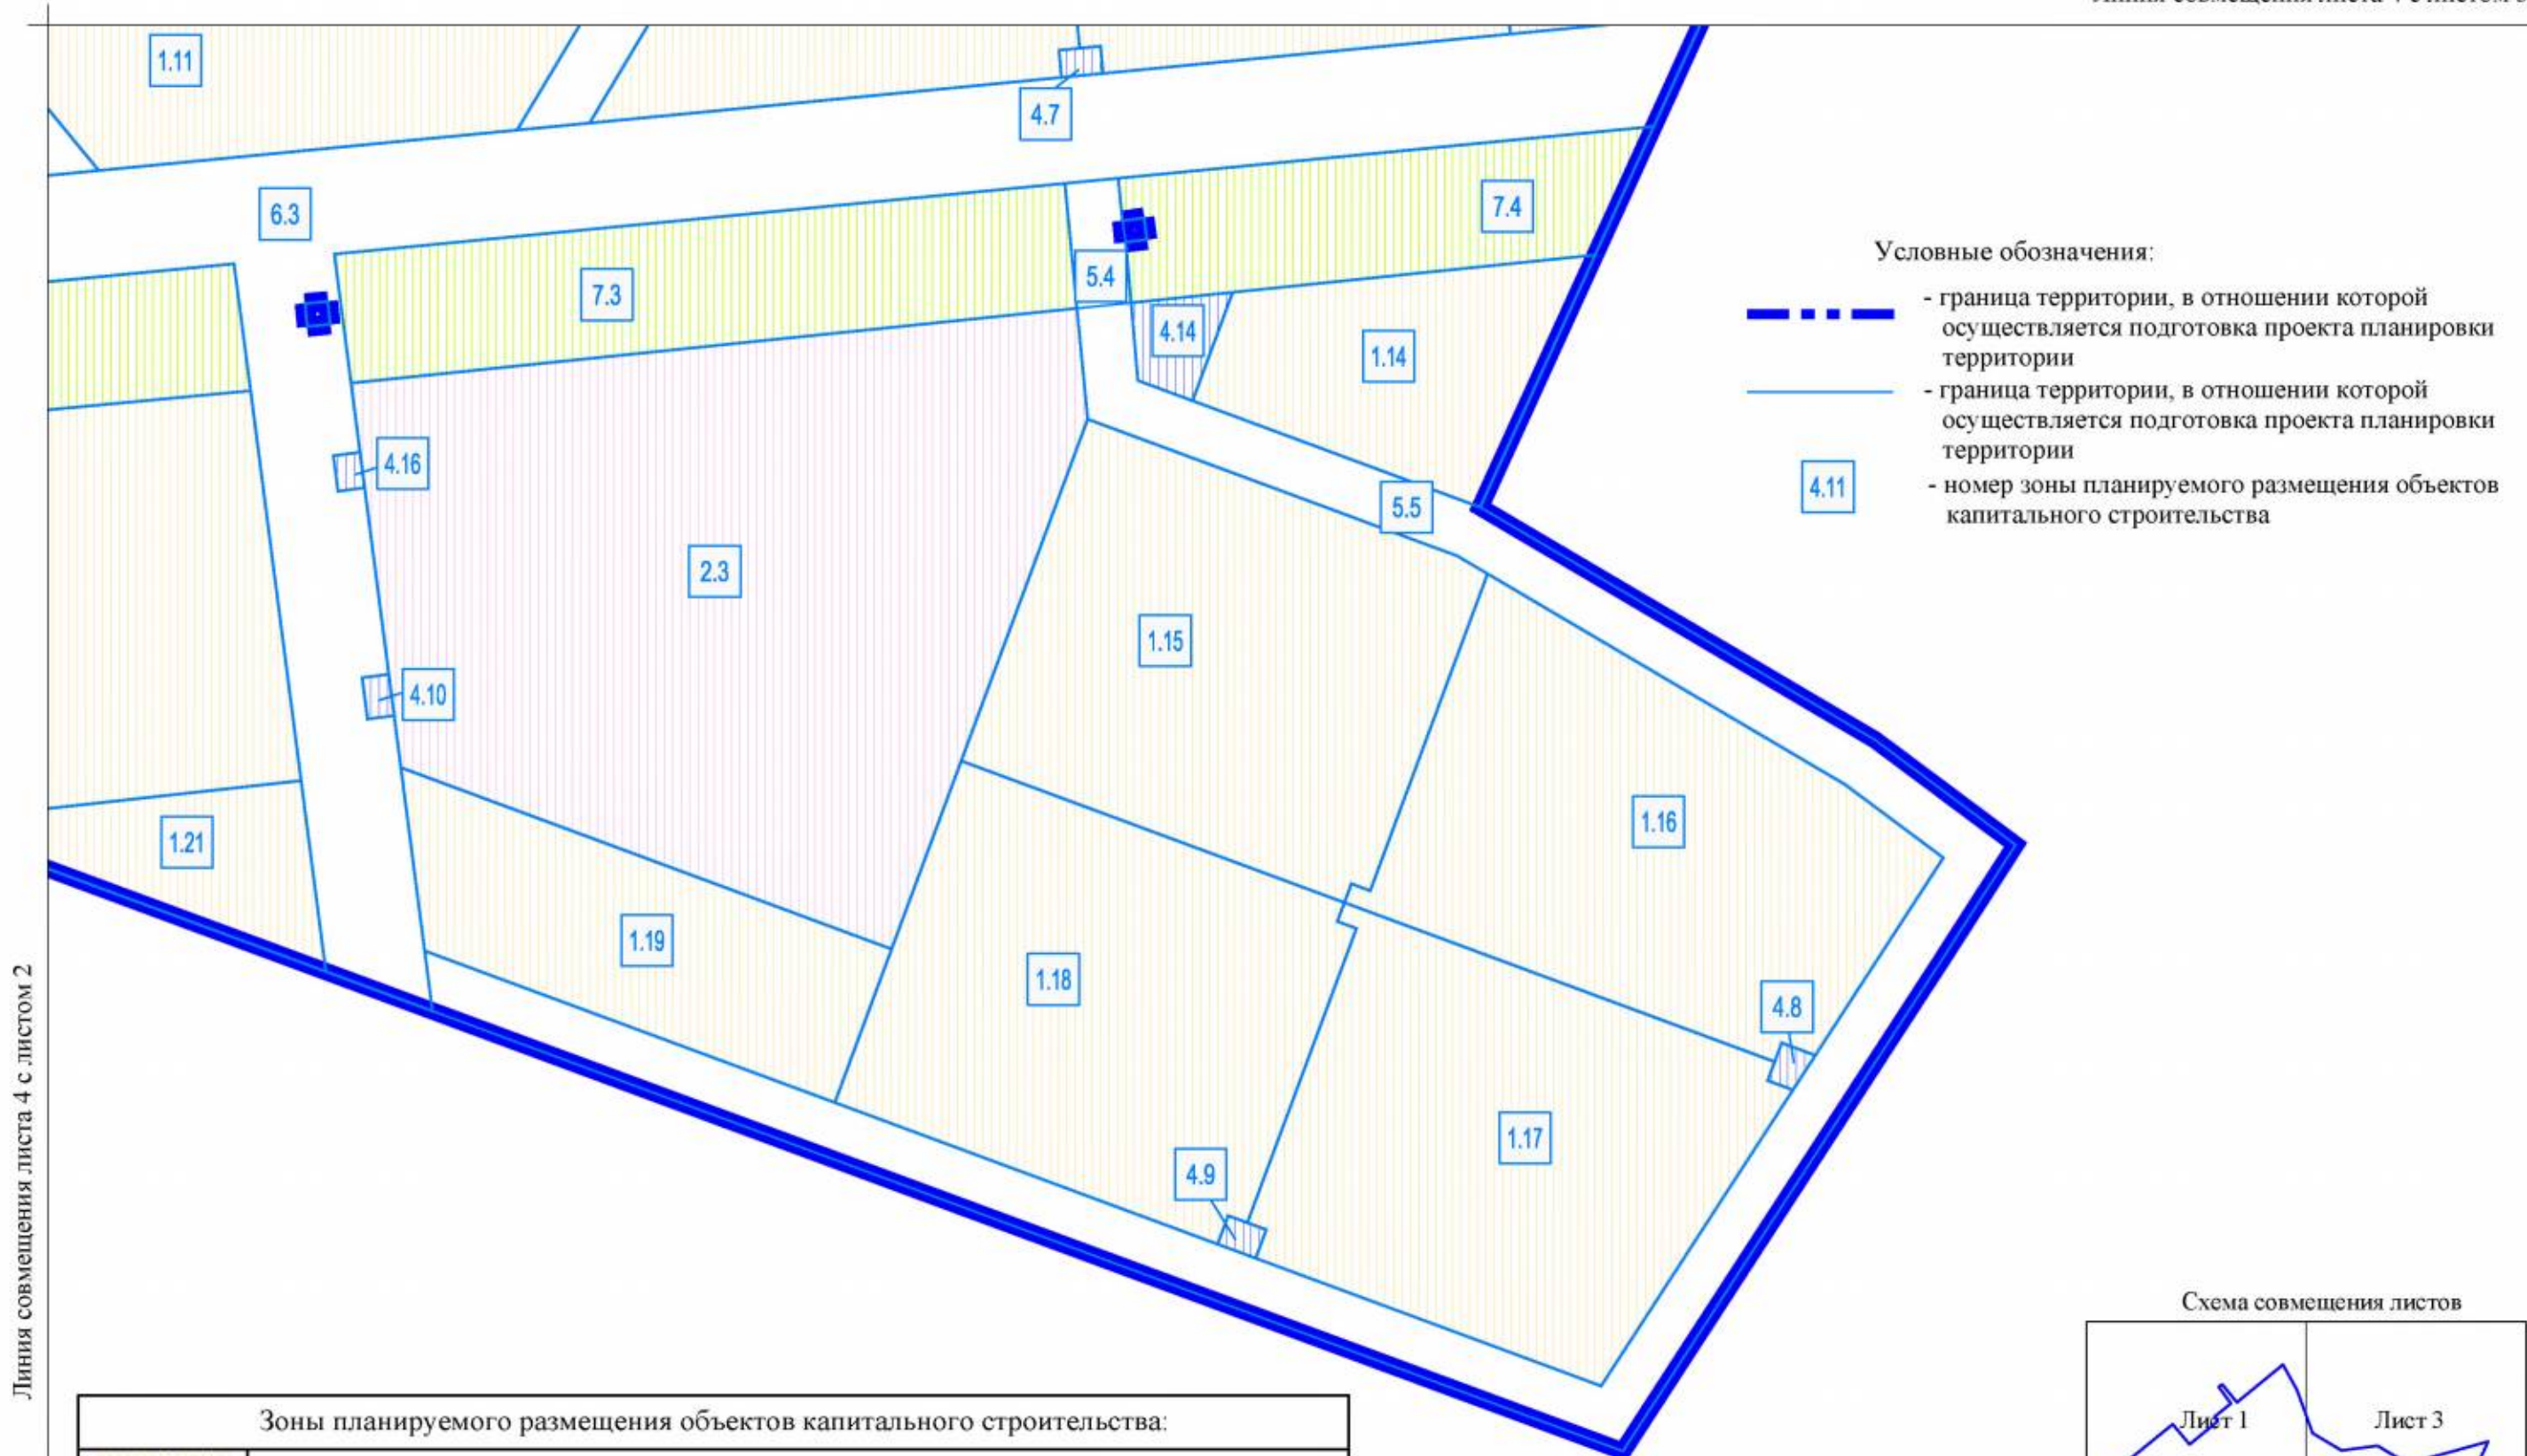 1.11
4.7
6.3
7.4
7.3
5.4
4.14
1.14
4.16
5.5
2.3
1.15
4.10
1.16
1.21
1.19
1.18
4.8
1.17
4.9
Условные обозначения:
- граница территории, в отношении которой
осуществляется подготовка проекта планировки
территории
- граница территории, в отношении которой
осуществляется подготовка проекта планировки
территории
4.11
- номер зоны планируемого размещения объектов
капитального строительства
Линия совмещения листа 4 с листом 2
Схема совмещения листов
Лист 1
Лист 3
Зоны планируемого размещения объектов капитального строительства: